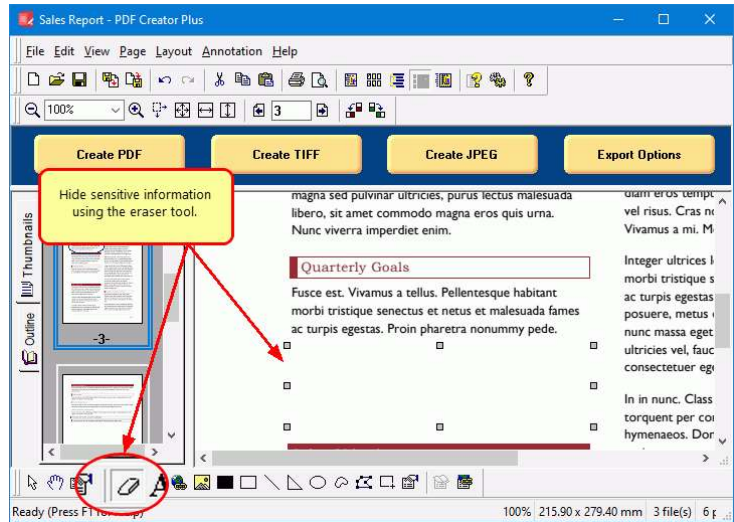 Sales Report - PDF Creator Plus
File Edit View Page Layout Annotation Help
100%
3
Create PDF Create TIFF Create JPEG Export Options
Hide sensitive information
using the eraser tool.
Thumbnails
Outline
-3-
magna sed pulvinar ultricies, purus lectus malesuada
libero, sit amet commodo magna eros quis urna.
Nunc viverra imperdiet enim.
Quarterly Goals
Fusce est. Vivamus a tellus. Pellentesque habitant
morbi tristique senectus et netus et malesuada fames
ac turpis egestas. Proin pharetra nonummy pede.
diam eros temp
vel risus. Cras
Vivamus a mi.
Integer ultrices
morbi tristique s
ac turpis egestas
posuere, metus
nunc massa eget
ultricies vel, fauc
consectetuer
In in nunc. Class
torquent per
hymenaeos. Dor
Ready (Press F1
100% 215.90 x 279.40 mm 3 file(s) 6